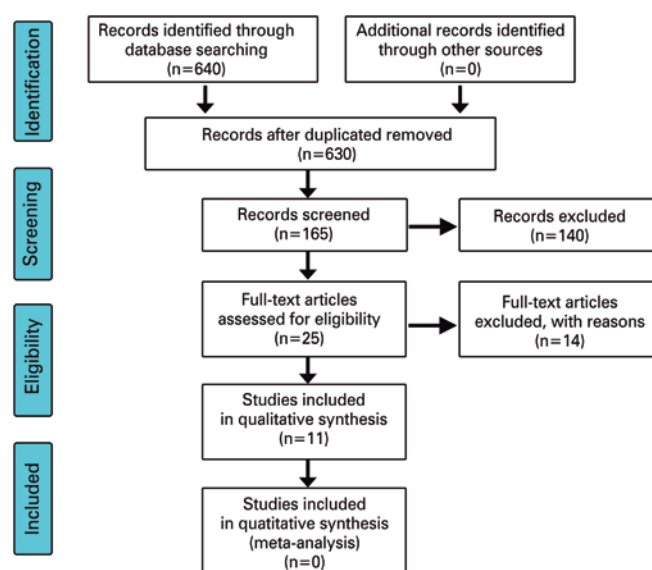 Identification
Records identified through
database searching
(n=640)
Additional records identified
through other sources
(n=0)
Records after duplicated removed
(n=630)
Screening
Records screened
(n=165)
Records excluded
(n=140)
Eligibility
Full-text articles
assessed for eligibility
(n=25)
Full-text articles
excluded, with reasons
(n=14)
Studies included
in qualitative synthesis
(n=11)
Included
Studies included
in quatitative synthesis
(meta-analysis)
(n=0)